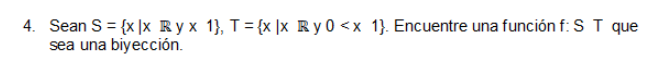 4. Sean S = {x |x ℝ y x 1}, T = {x |x ℝ y 0 < x 1}. Encuentre una función f: S T que
sea una biyección.